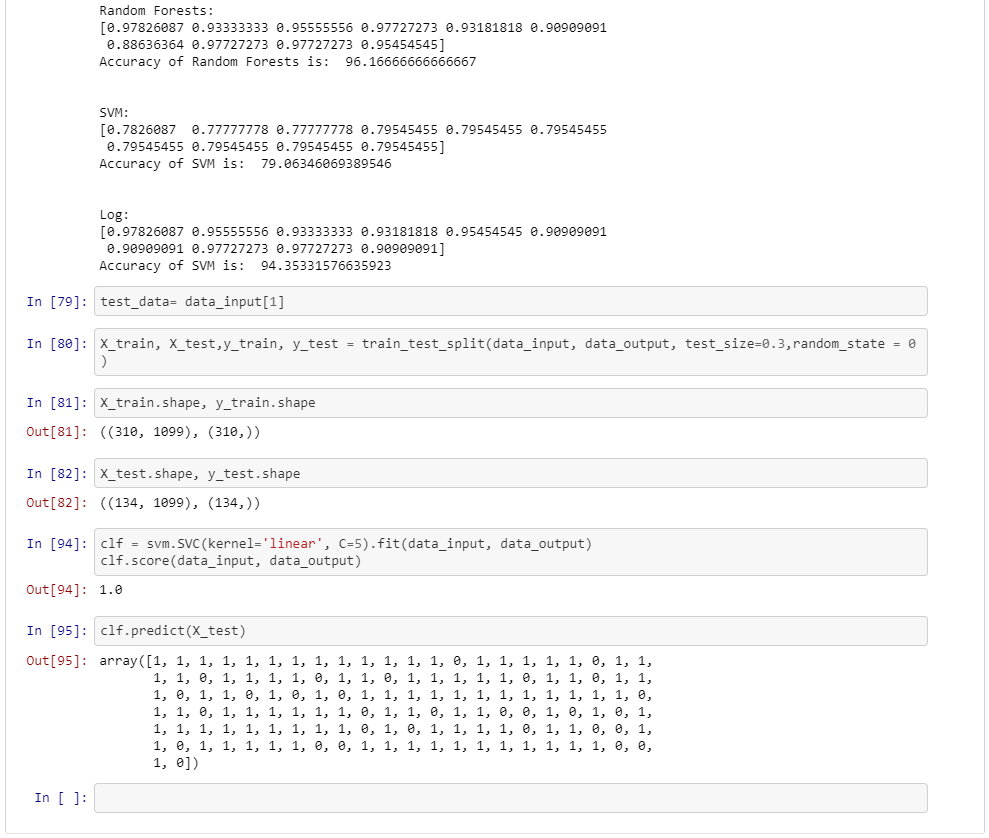 Random Forests:
[0.97826087 0.93333333 0.95555556 0.97727273 0.93181818 0.90909091
0.88636364 0.97727273 0.97727273 0.95454545]
Accuracy of Random Forests is:  96.16666666666667
SVM:
[0.7826087  0.77777778 0.77777778 0.79545455 0.79545455 0.79545455
0.79545455 0.79545455 0.79545455 0.79545455]
Accuracy of SVM is:  79.06346069389546
Log:
[0.97826087 0.95555556 0.93333333 0.93181818 0.95454545 0.90909091
0.90909091 0.97727273 0.97727273 0.90909091]
Accuracy of SVM is:  94.35331576635923
In [79]: test_data= data_input[1]
In [80]: X_train, X_test,y_train, y_test = train_test_split(data_input, data_output, test_size=0.3,random_state = 0
)
In [81]: X_train.shape, y_train.shape
Out[81]: ((310, 1099), (310,))
In [82]: X_test.shape, y_test.shape
Out[82]: ((134, 1099), (134,))
In [94]: clf = svm.SVC(kernel='linear', C=5).fit(data_input, data_output)
clf.score(data_input, data_output)
Out[94]: 1.0
In [95]: clf.predict(X_test)
Out[95]: array([1, 1, 1, 1, 1, 1, 1, 1, 1, 1, 1, 1, 1, 0, 1, 1, 1, 1, 1, 0, 1, 1,
1, 1, 0, 1, 1, 1, 1, 0, 1, 1, 0, 1, 1, 1, 1, 1, 0, 1, 1, 0, 1, 1,
1, 0, 1, 1, 0, 1, 0, 1, 0, 1, 1, 1, 1, 1, 1, 1, 1, 1, 1, 1, 1, 0,
1, 1, 0, 1, 1, 1, 1, 1, 1, 0, 1, 1, 0, 1, 1, 0, 0, 1, 0, 1, 0, 1,
1, 1, 1, 1, 1, 1, 1, 1, 1, 0, 1, 0, 1, 1, 1, 1, 0, 1, 1, 0, 0, 1,
1, 0, 1, 1, 1, 1, 1, 0, 0, 1, 1, 1, 1, 1, 1, 1, 1, 1, 1, 1, 0, 0,
1, 0])
In [ ]: